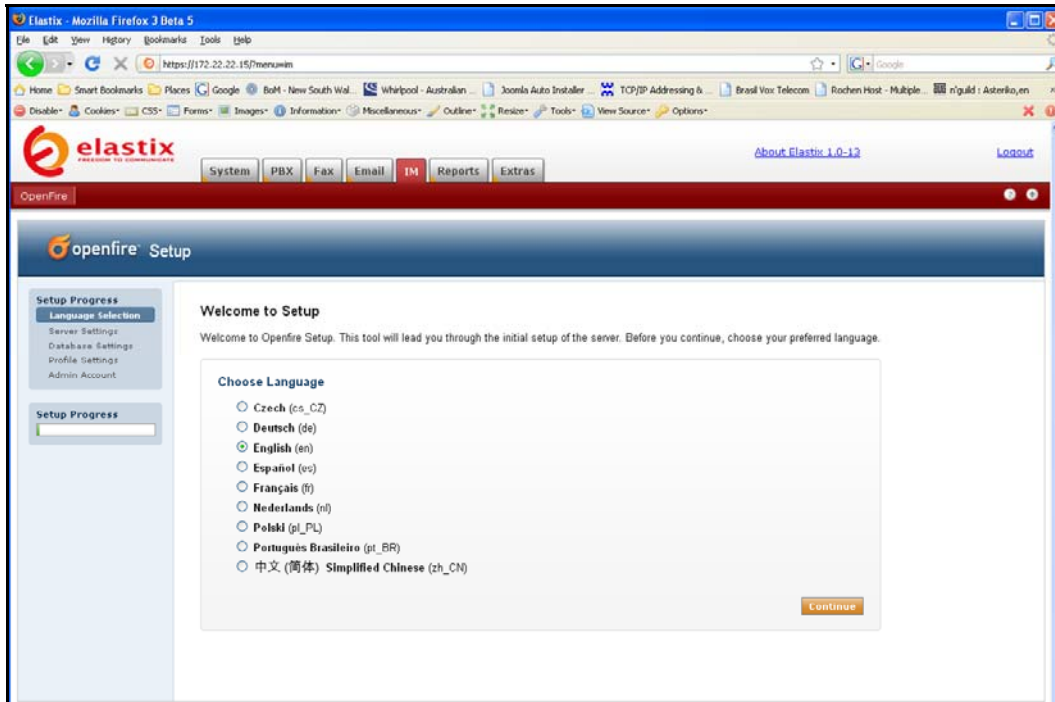 Elastix - Mozilla Firefox 3 Beta 5
File Edit View History Bookmarks Tools Help
https://172.22.22.15/?menu=im
Google
Home Smart Bookmarks Places Google BoM - New South Wal... Whirlpool - Australian ... Joomla Auto Installer ... TCP/IP Addressing & ... Brasil Vox Telecom Rochen Host - Multiple... n'guild : Asterisk,en
Disable Cookies CSS Forms Images Information Miscellaneous Outline Resize Tools View Source Options
elastix
FREEDOM TO COMMUNICATE
System PBX Fax Email IM Reports Extras
About Elastix 1.0-12
Logout
OpenFire
openfire Setup
Setup Progress
Language Selection
Server Settings
Database Settings
Profile Settings
Admin Account
Setup Progress
Welcome to Setup
Welcome to Openfire Setup. This tool will lead you through the initial setup of the server. Before you continue, choose your preferred language.
Choose Language
Czech (cs_CZ)
Deutsch (de)
English (en)
Español (es)
Français (fr)
Nederlands (nl)
Polski (pl_PL)
Português Brasileiro (pt_BR)
中文 (简体) Simplified Chinese (zh_CN)
Continue